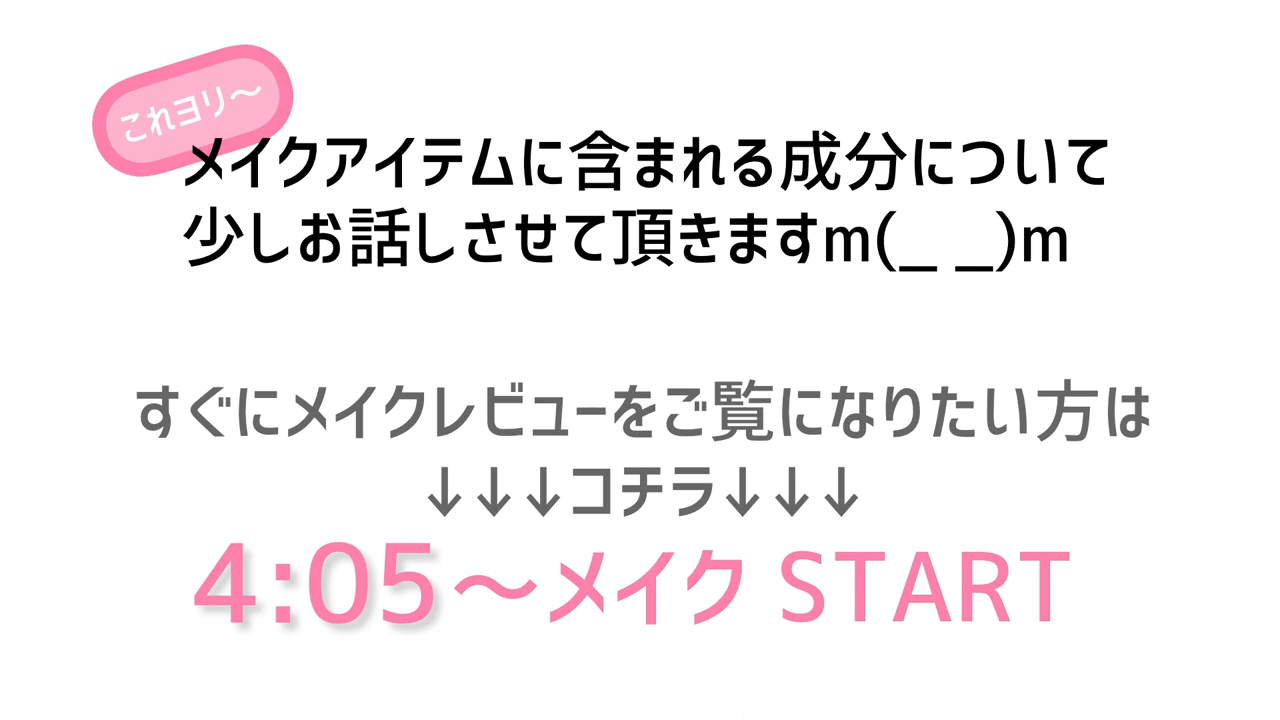 これヨリ〜
メイクアイテムに含まれる成分について
少しお話しさせて頂きますm(_ _)m
すぐにメイクレビューをご覧になりたい方は
↓↓↓コチラ↓↓↓
4:05〜メイク START